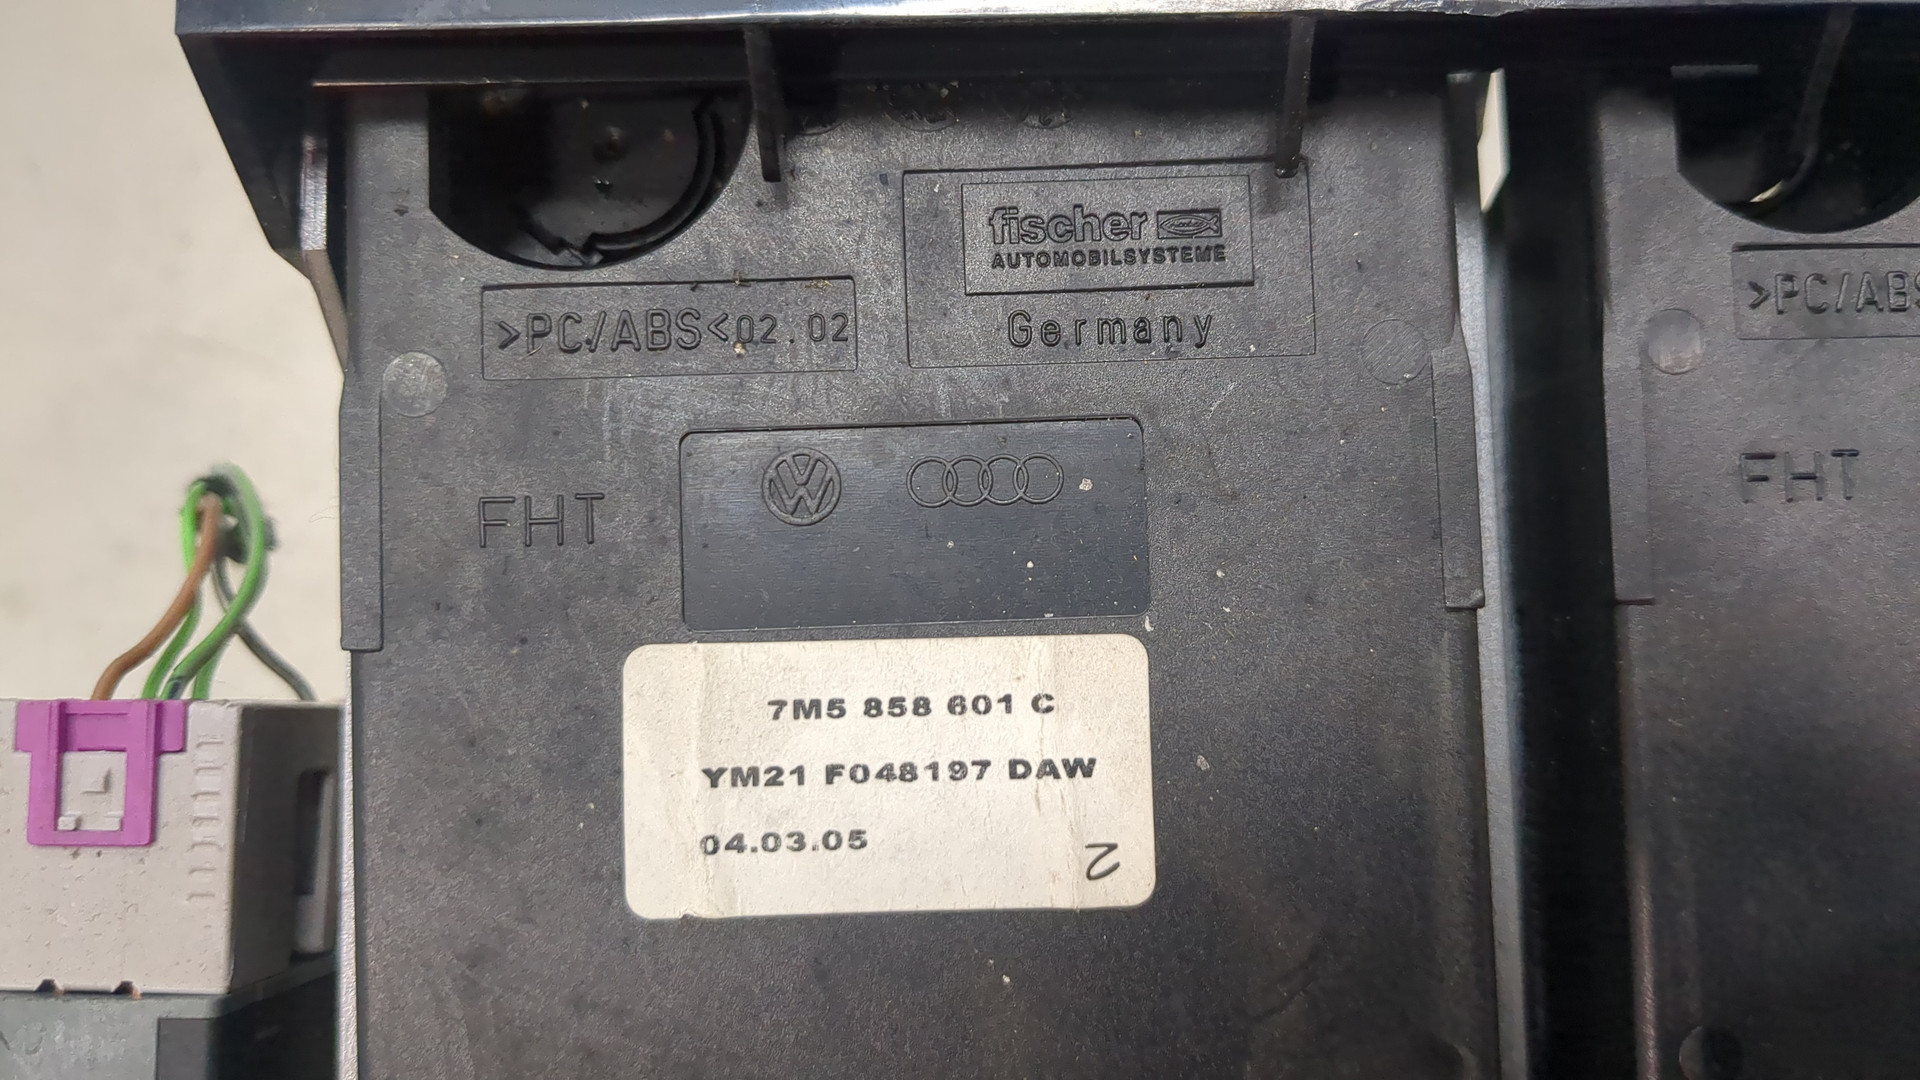 fischer
AUTOMOBILSYSTEME
Germany
>PC/ABS<02.02
>PC/ABS
FHT
FHT
7M5 858 601 C
YM21 F048197 DAW
04.03.05
2